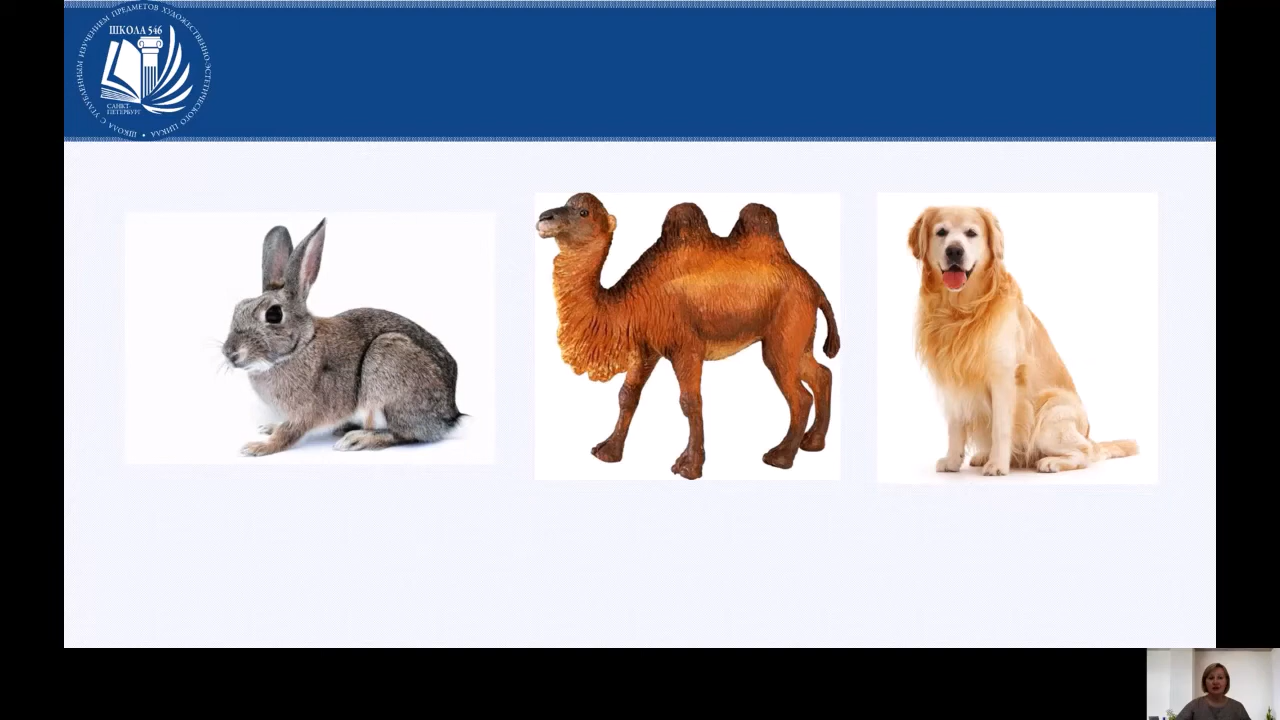 ШКОЛА С УГЛУБЛЕННЫМ ИЗУЧЕНИЕМ ПРЕДМЕТОВ ХУДОЖЕСТВЕННО-ЭСТЕТИЧЕСКОГО ЦИКЛА •
ШКОЛА 546
САНКТ-
ПЕТЕРБУРГ